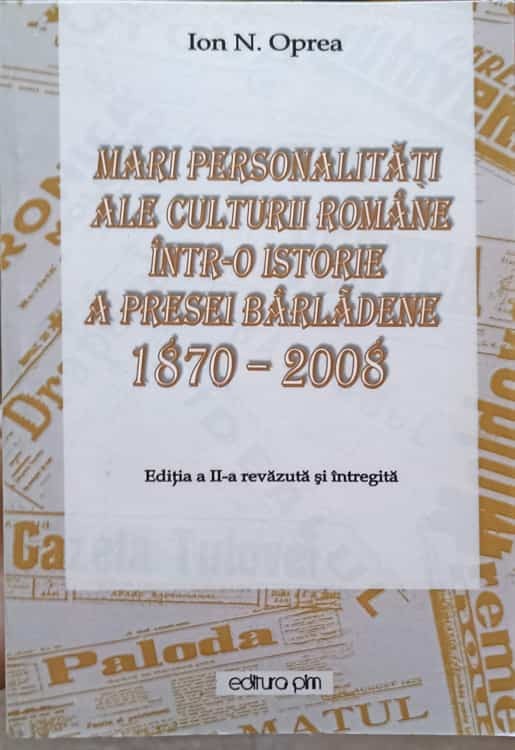 Ion N. Oprea
MARI PERSONALITĂȚI
ALE CULTURII ROMÂNE
ÎNTR-O ISTORIE
A PRESEI BÂRLĂDENE
1870 - 2008
Ediția a II-a revăzută și întregită
Gazeta Tulovei
Paloda
editura pim